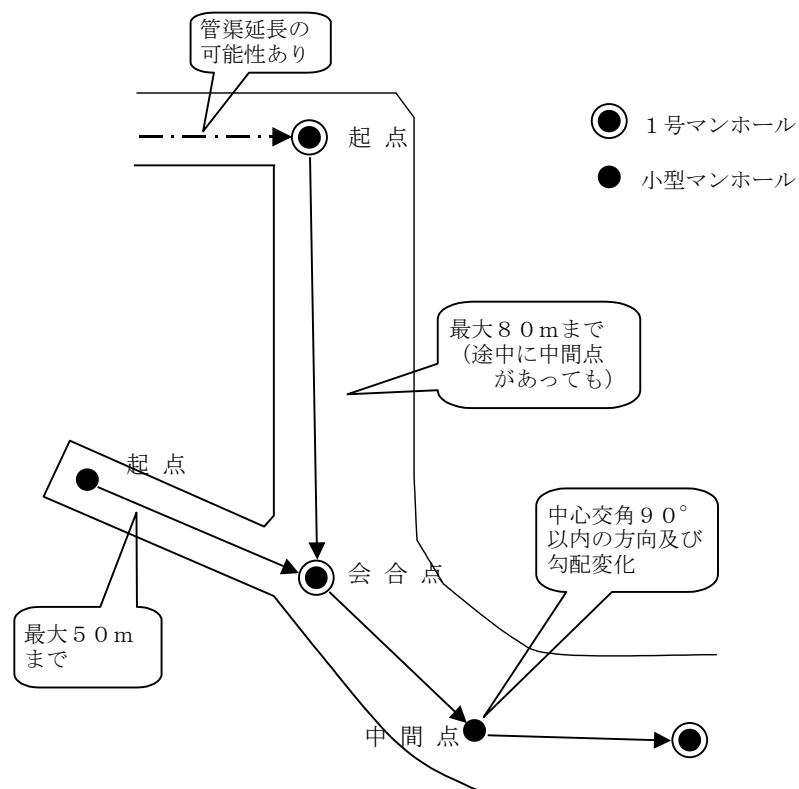 管渠延長の
可能性あり
起 点
１号マンホール
小型マンホール
最大８０ｍまで
（途中に中間点
があっても）
起 点
中心交角９０°
以内の方向及び
勾配変化
会 合 点
最大５０ｍ
まで
中 間 点